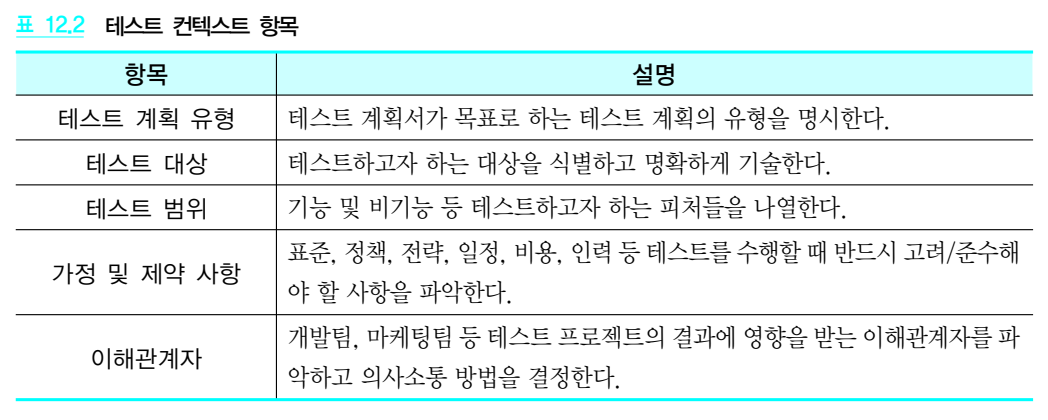 표 12.2 테스트 컨텍스트 항목
항목 설명
테스트 계획 유형 테스트 계획서가 목표로 하는 테스트 계획의 유형을 명시한다.
테스트 대상 테스트하고자 하는 대상을 식별하고 명확하게 기술한다.
테스트 범위 기능 및 비기능 등 테스트하고자 하는 피처들을 나열한다.
가정 및 제약 사항 표준, 정책, 전략, 일정, 비용, 인력 등 테스트를 수행할 때 반드시 고려/준수해
야 할 사항을 파악한다.
이해관계자 개발팀, 마케팅팀 등 테스트 프로젝트의 결과에 영향을 받는 이해관계자를 파
악하고 의사소통 방법을 결정한다.